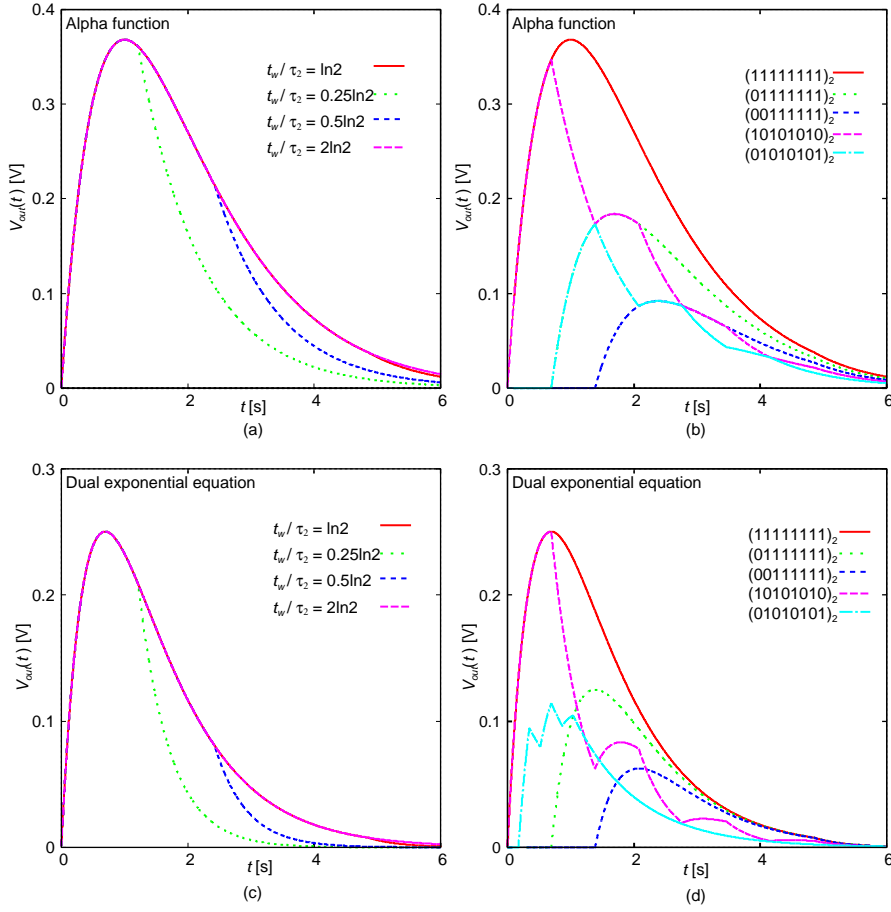 Alpha function
0.4
0.3
0.2
0.1
0
V_out(t) [V]
t_w / τ_2 = ln2
t_w / τ_2 = 0.25ln2
t_w / τ_2 = 0.5ln2
t_w / τ_2 = 2ln2
0 2 4 6
t [s]
(a)
Alpha function
0.4
0.3
0.2
0.1
0
V_out(t) [V]
(11111111)_2
(01111111)_2
(00111111)_2
(10101010)_2
(01010101)_2
0 2 4 6
t [s]
(b)
Dual exponential equation
0.3
0.2
0.1
0
V_out(t) [V]
t_w / τ_2 = ln2
t_w / τ_2 = 0.25ln2
t_w / τ_2 = 0.5ln2
t_w / τ_2 = 2ln2
0 2 4 6
t [s]
(c)
Dual exponential equation
0.3
0.2
0.1
0
V_out(t) [V]
(11111111)_2
(01111111)_2
(00111111)_2
(10101010)_2
(01010101)_2
0 2 4 6
t [s]
(d)